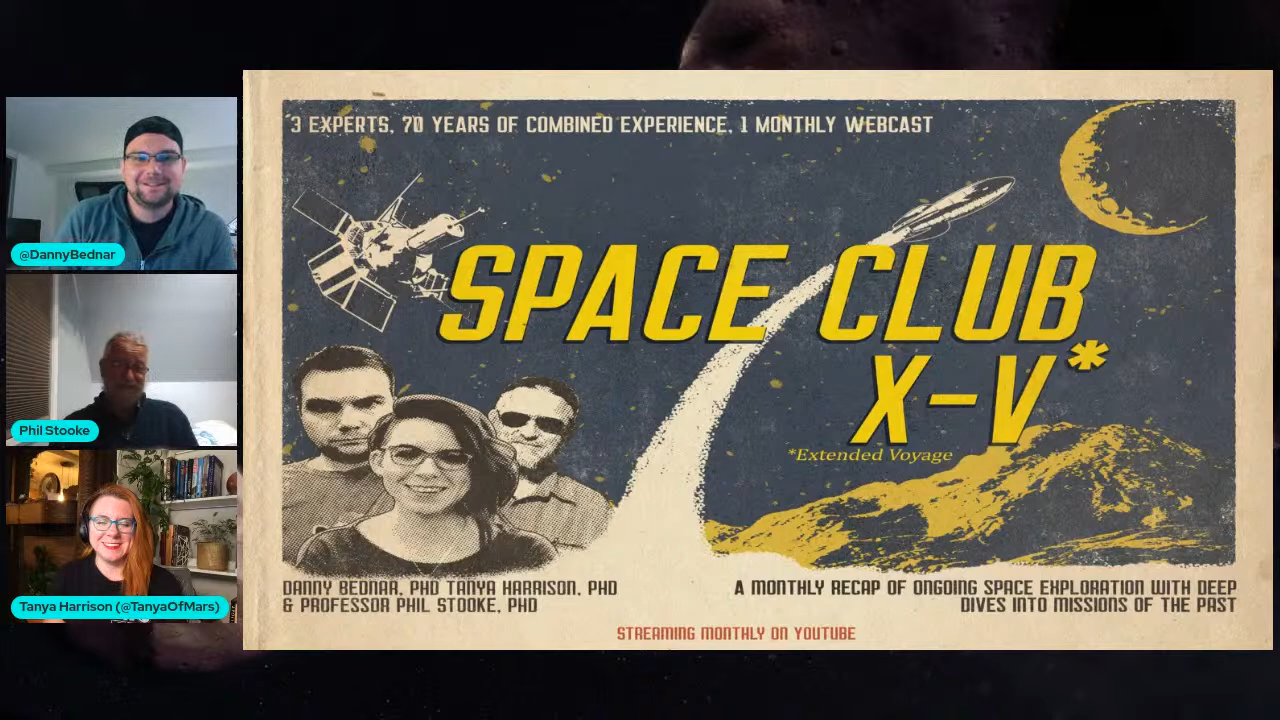 @DannyBednar
Phil Stooke
Tanya Harrison (@TanyaOfMars)
3 EXPERTS, 70 YEARS OF COMBINED EXPERIENCE, 1 MONTHLY WEBCAST
SPACE CLUB
X-V*
*Extended Voyage
DANNY BEDNAR, PHD TANYA HARRISON, PHD
& PROFESSOR PHIL STOOKE, PHD
A MONTHLY RECAP OF ONGOING SPACE EXPLORATION WITH DEEP
DIVES INTO MISSIONS OF THE PAST
STREAMING MONTHLY ON YOUTUBE